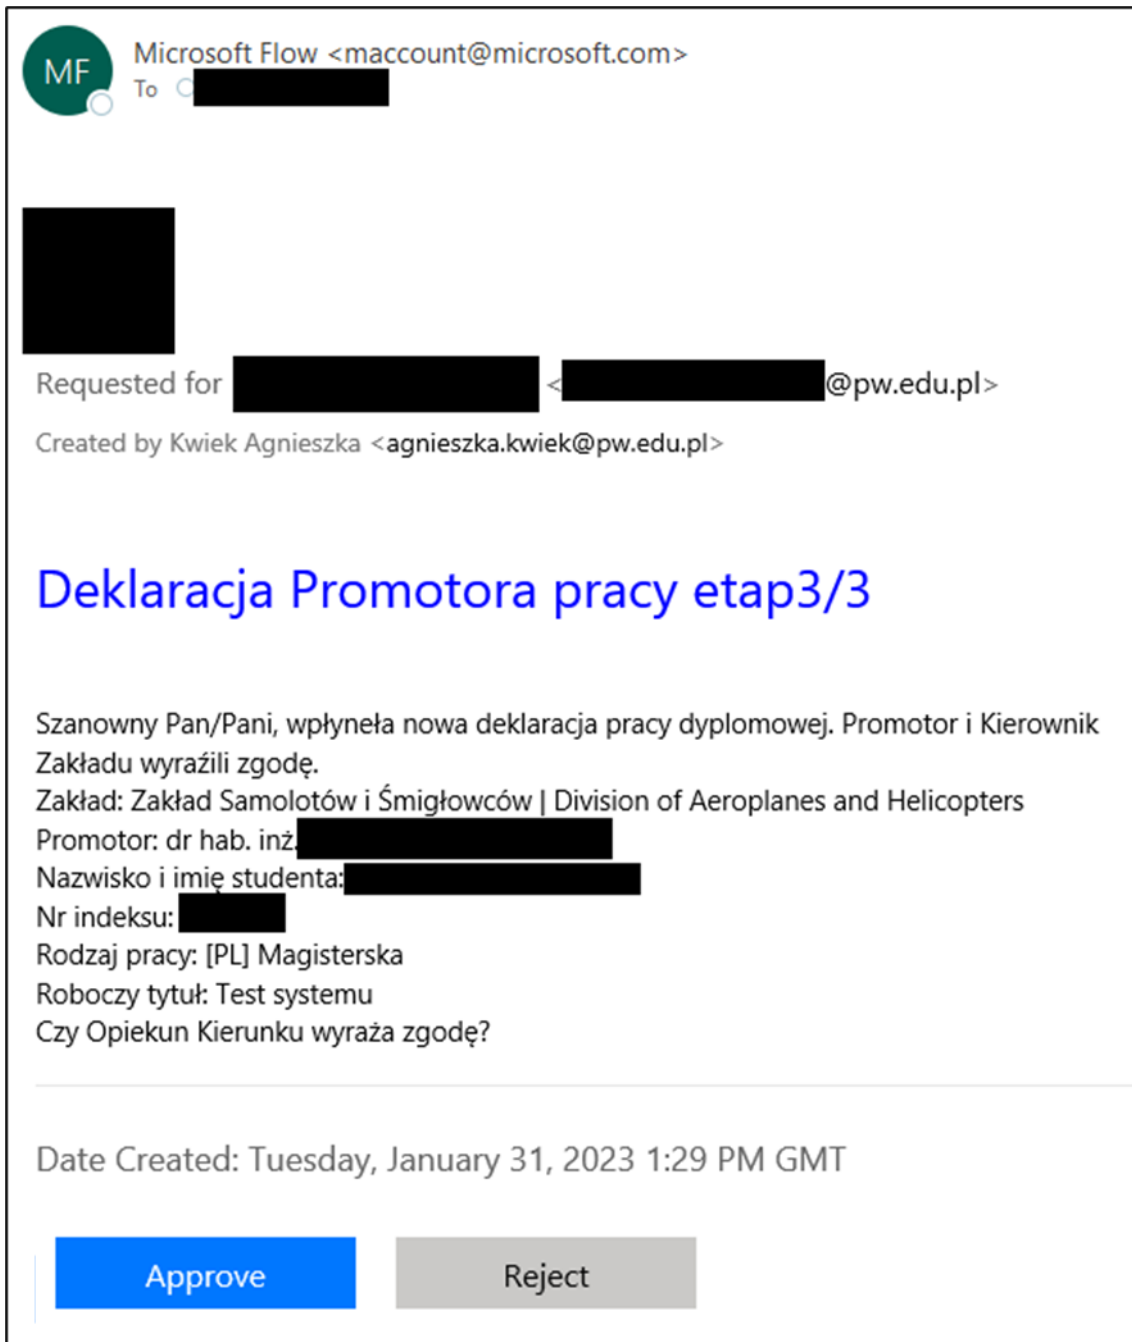 MF
Microsoft Flow <maccount@microsoft.com>
To
Requested for < @pw.edu.pl>
Created by Kwiek Agnieszka <agnieszka.kwiek@pw.edu.pl>
Deklaracja Promotora pracy etap3/3
Szanowny Pan/Pani, wpłyneła nowa deklaracja pracy dyplomowej. Promotor i Kierownik
Zakładu wyraźili zgodę.
Zakład: Zakład Samolotów i Śmigłowców | Division of Aeroplanes and Helicopters
Promotor: dr hab. inż.
Nazwisko i imię studenta:
Nr indeksu:
Rodzaj pracy: [PL] Magisterska
Roboczy tytuł: Test systemu
Czy Opiekun Kierunku wyraża zgodę?
Date Created: Tuesday, January 31, 2023 1:29 PM GMT
Approve
Reject